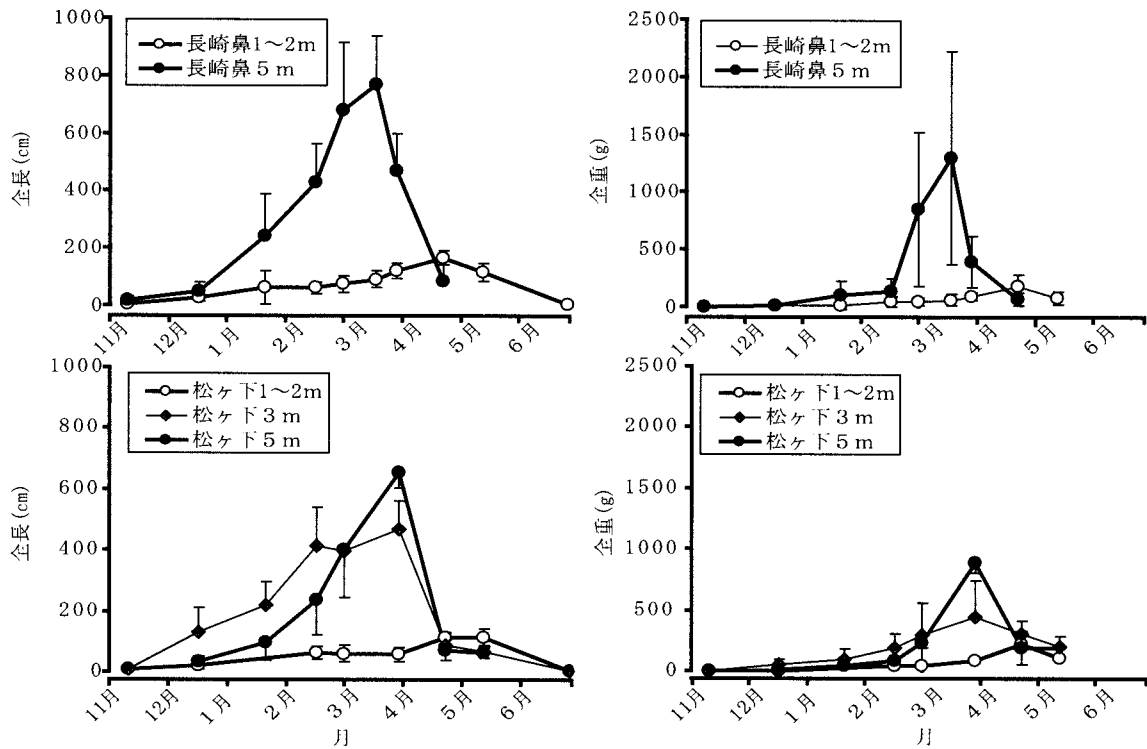 長崎鼻1～2m
長崎鼻5m
全長(cm)
1000
800
600
400
200
0
11月
12月
1月
2月
3月
4月
5月
6月
長崎鼻1～2m
長崎鼻5m
全重(g)
2500
2000
1500
1000
500
0
11月
12月
1月
2月
3月
4月
5月
6月
松ヶ下1～2m
松ヶ下3m
松ヶ下5m
全長(cm)
1000
800
600
400
200
0
11月
12月
1月
2月
3月
4月
5月
6月
月
松ヶ下1～2m
松ヶ下3m
松ヶ下5m
全重(g)
2500
2000
1500
1000
500
0
11月
12月
1月
2月
3月
4月
5月
6月
月